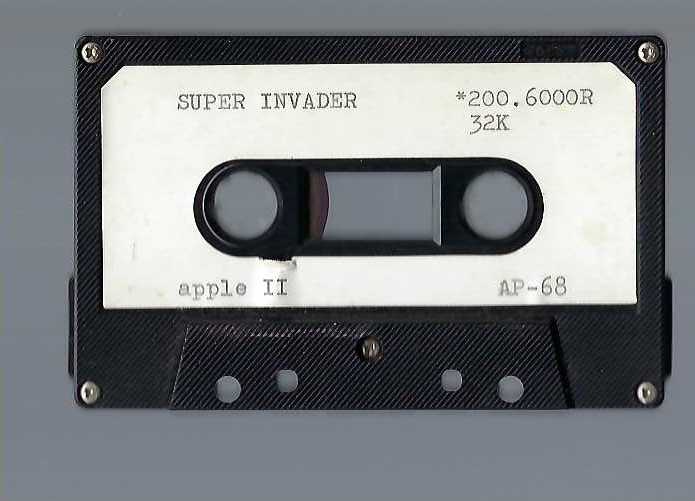 SUPER INVADER
*200.6000R
32K
apple II
AP-68